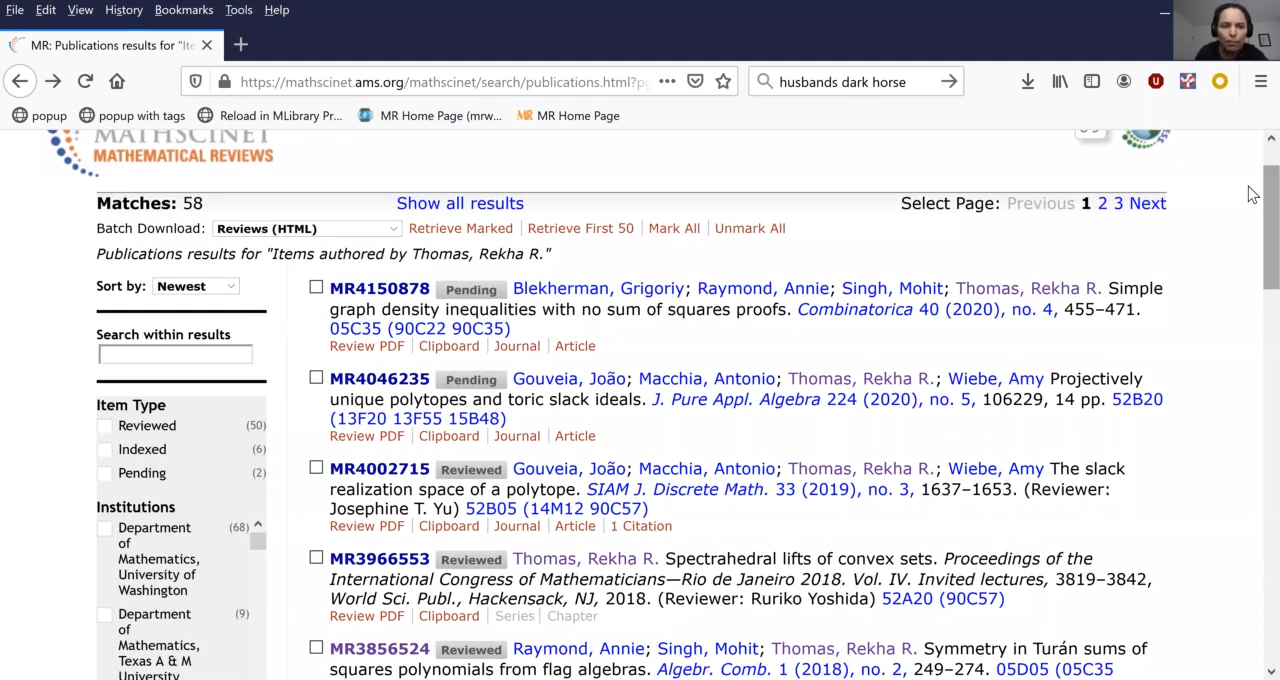 File Edit View History Bookmarks Tools Help
MR: Publications results for "Ite
https://mathscinet.ams.org/mathscinet/search/publications.html?pg
husbands dark horse
popup popup with tags Reload in MLibrary Pr... MR Home Page (mrw... MR Home Page
MATHSCINET
MATHEMATICAL REVIEWS
Matches: 58 Show all results Select Page: Previous 1 2 3 Next
Batch Download: Reviews (HTML) Retrieve Marked | Retrieve First 50 | Mark All | Unmark All
Publications results for "Items authored by Thomas, Rekha R."
Sort by: Newest
Search within results
Item Type
Reviewed (50)
Indexed (6)
Pending (2)
Institutions
Department (68)
of
Mathematics,
University of
Washington
Department (9)
of
Mathematics,
Texas A & M
University
MR4150878 Pending Blekherman, Grigoriy; Raymond, Annie; Singh, Mohit; Thomas, Rekha R. Simple
graph density inequalities with no sum of squares proofs. Combinatorica 40 (2020), no. 4, 455–471.
05C35 (90C22 90C35)
Review PDF | Clipboard | Journal | Article
MR4046235 Pending Gouveia, João; Macchia, Antonio; Thomas, Rekha R.; Wiebe, Amy Projectively
unique polytopes and toric slack ideals. J. Pure Appl. Algebra 224 (2020), no. 5, 106229, 14 pp. 52B20
(13F20 13F55 15B48)
Review PDF | Clipboard | Journal | Article
MR4002715 Reviewed Gouveia, João; Macchia, Antonio; Thomas, Rekha R.; Wiebe, Amy The slack
realization space of a polytope. SIAM J. Discrete Math. 33 (2019), no. 3, 1637–1653. (Reviewer:
Josephine T. Yu) 52B05 (14M12 90C57)
Review PDF | Clipboard | Journal | Article | 1 Citation
MR3966553 Reviewed Thomas, Rekha R. Spectrahedral lifts of convex sets. Proceedings of the
International Congress of Mathematicians—Rio de Janeiro 2018. Vol. IV. Invited lectures, 3819–3842,
World Sci. Publ., Hackensack, NJ, 2018. (Reviewer: Ruriko Yoshida) 52A20 (90C57)
Review PDF | Clipboard | Series | Chapter
MR3856524 Reviewed Raymond, Annie; Singh, Mohit; Thomas, Rekha R. Symmetry in Turán sums of
squares polynomials from flag algebras. Algebr. Comb. 1 (2018), no. 2, 249–274. 05D05 (05C35